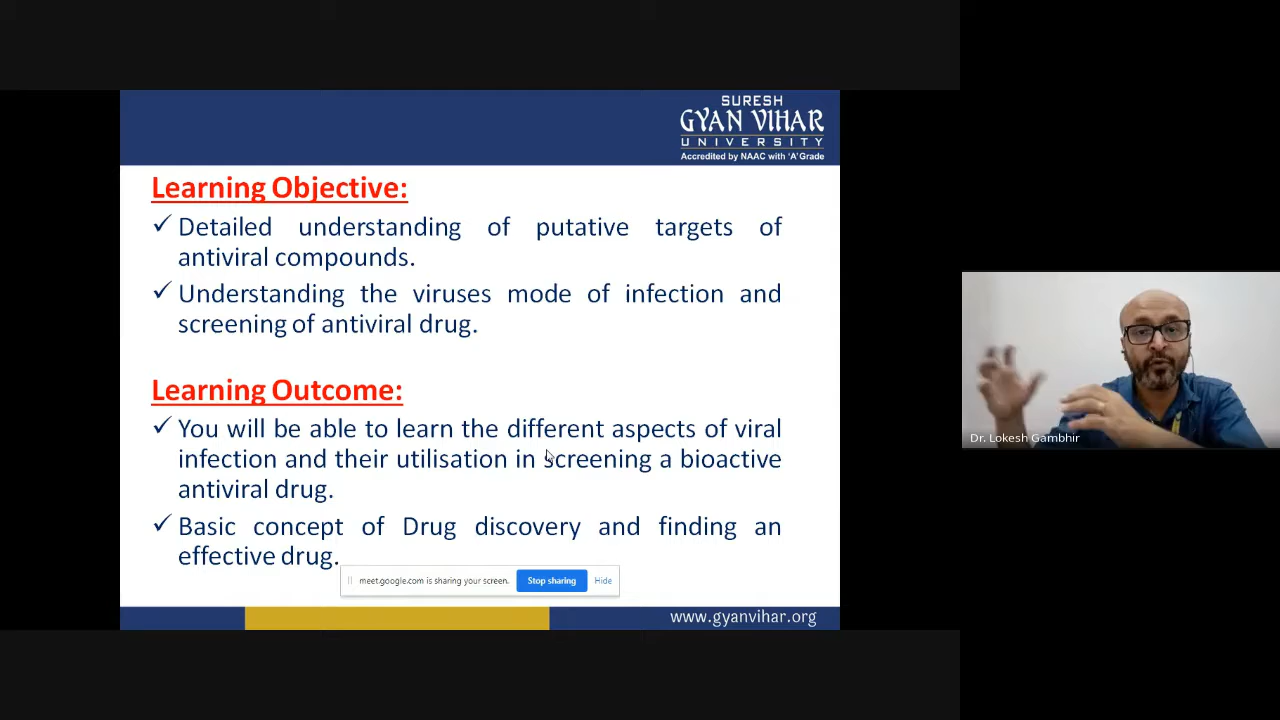 SURESH
GYAN VIHAR
UNIVERSITY
Accredited by NAAC with 'A' Grade
Learning Objective:
✓ Detailed understanding of putative targets of
antiviral compounds.
✓ Understanding the viruses mode of infection and
screening of antiviral drug.
Learning Outcome:
✓ You will be able to learn the different aspects of viral
infection and their utilisation in screening a bioactive
antiviral drug.
✓ Basic concept of Drug discovery and finding an
effective drug.
meet.google.com is sharing your screen. Stop sharing Hide
www.gyanvihar.org
Dr. Lokesh Gambhir